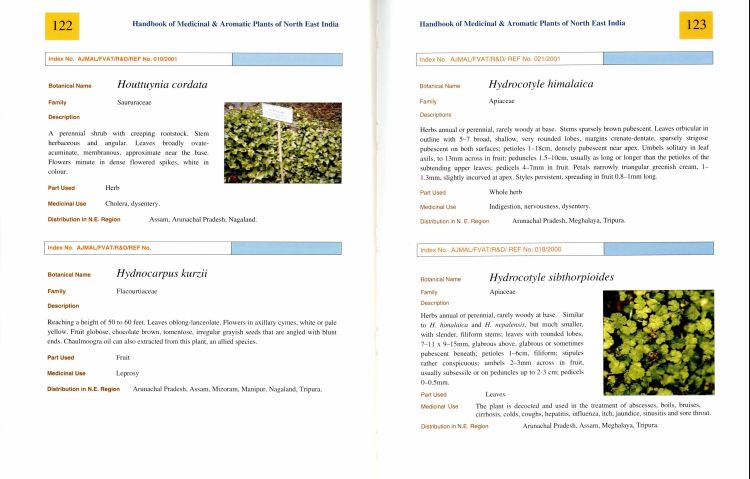 122
Handbook of Medicinal & Aromatic Plants of North East India
Index No. AJMAL/FVAT/R&D/REF No. 010/2001
Botanical Name Houttuynia cordata
Family Saururaceae
Description
A perennial shrub with creeping rootstock. Stem
herbaceous and angular. Leaves broadly ovate-
acuminate, membranous, approximate near the base.
Flowers minute in dense flowered spikes, white in
colour.
Part Used Herb
Medicinal Use Cholera, dysentery.
Distribution in N.E. Region Assam, Arunachal Pradesh, Nagaland.
Index No. AJMAL/FVAT/R&D/REF No.
Botanical Name Hydnocarpus kurzii
Family Flacourtiaceae
Description
Reaching a height of 50 to 60 feet. Leaves oblong-lanceolate. Flowers in axillary cymes, white or pale
yellow. Fruit globose, chocolate brown, tomentose, irregular grayish seeds that are angled with blunt
ends. Chaulmoogra oil can also extracted from this plant, an allied species.
Part Used Fruit
Medicinal Use Leprosy
Distribution in N.E. Region Arunachal Pradesh, Assam, Mizoram, Manipur, Nagaland, Tripura.
Handbook of Medicinal & Aromatic Plants of North East India
123
Index No. AJMAL/FVAT/R&D/ REF No. 021/2001
Botanical Name Hydrocotyle himalaica
Family Apiaceae
Descriptions
Herbs annual or perennial, rarely woody at base. Stems sparsely brown pubescent. Leaves orbicular in
outline with 5–7 broad, shallow, very rounded lobes, margins crenate-dentate, sparsely strigose
pubescent on both surfaces; petioles 1–18cm, densely pubescent near apex. Umbels solitary in leaf
axils, to 13mm across in fruit; peduncles 1.5–10cm, usually as long or longer than the petioles of the
subtending upper leaves; pedicels 4–7mm in fruit. Petals narrowly triangular greenish cream, 1–
1.3mm, slightly incurved at apex. Styles persistent, spreading in fruit 0.8–1mm long.
Part Used Whole herb
Medicinal Use Indigestion, nervousness, dysentery.
Distribution in N. E. Region Arunachal Pradesh, Meghalaya, Tripura.
Index No. AJMAL/FVAT/R&D/ REF No. 018/2000
Botanical Name Hydrocotyle sibthorpioides
Family Apiaceae
Description
Herbs annual or perennial, rarely woody at base. Similar
to H. himalaica and H. nepalensis, but much smaller,
with slender, filiform stems; leaves with rounded lobes,
7–11 x 9–15mm, glabrous above, glabrous or sometimes
pubescent beneath; petioles 1–6cm, filiform; stipules
rather conspicuous; umbels 2–3mm across in fruit,
usually subsessile or on peduncles up to 2-3 cm; pedicels
0–0.5mm.
Part Used Leaves
Medicinal Use The plant is decocted and used in the treatment of abscesses, boils, bruises,
cirrhosis, colds, coughs, hepatitis, influenza, itch, jaundice, sinusitis and sore throat.
Distribution in N.E. Region Arunachal Pradesh, Assam, Meghalaya, Tripura.